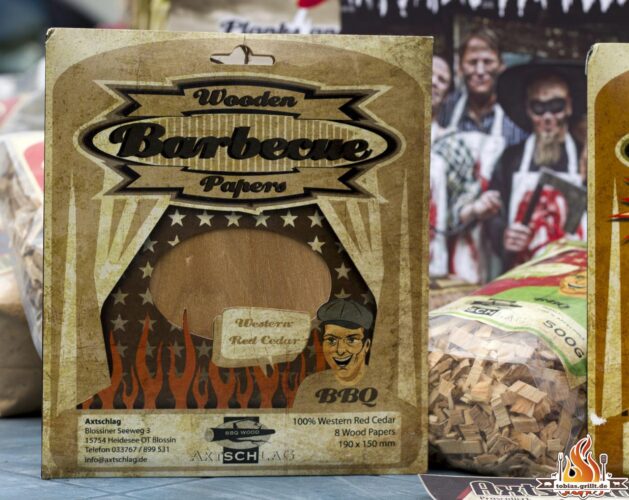 Wooden
Barbecue
Papers
Western
Red Cedar
BBQ
Axtschlag
Blossiner Seeweg 3
15754 Heidesee OT Blossin
Telefon 033767 / 899 531
info@axtschlag.de
BBQ WOOD
AXTSCHLAG
100% Western Red Cedar
8 Wood Papers
190 x 150 mm
BBQ
500G
tobias.grillt.de